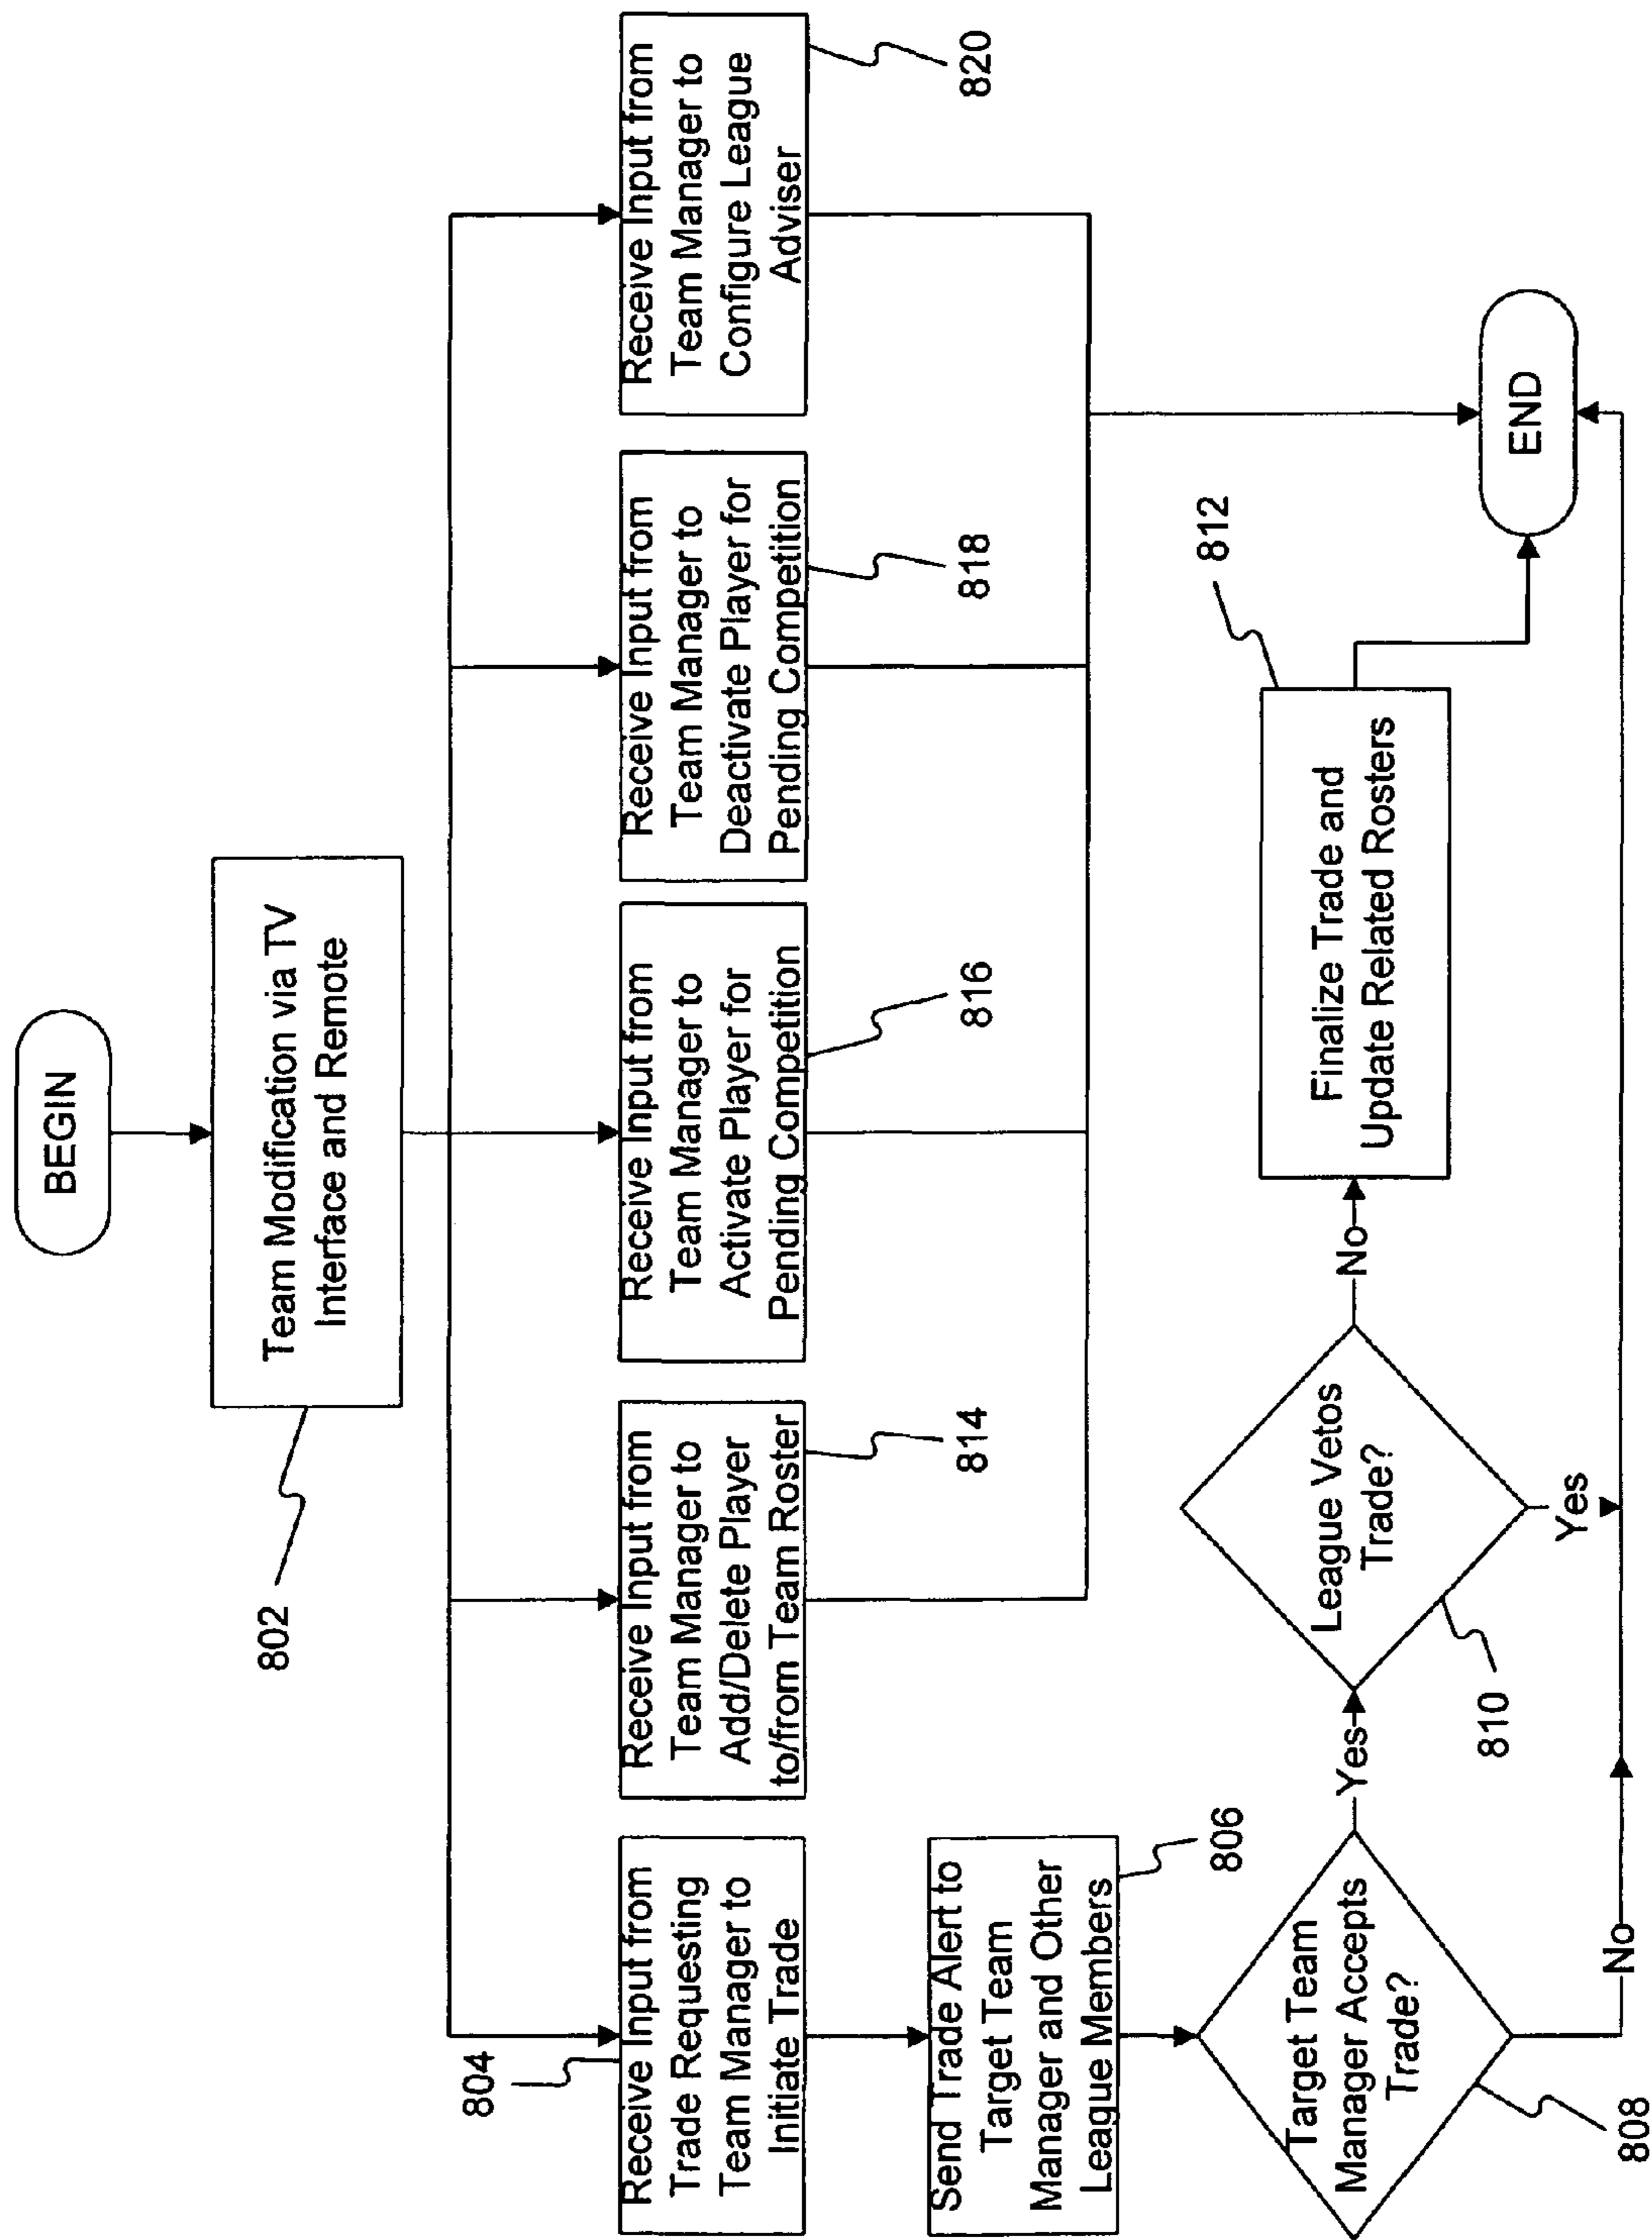 BEGIN
Team Modification via TV
Interface and Remote
802
804
Receive Input from
Trade Requesting
Team Manager to
Initiate Trade
Receive Input from
Team Manager to
Add/Delete Player
to/from Team Roster
814
Receive Input from
Team Manager to
Activate Player for
Pending Competition
816
Receive Input from
Team Manager to
Deactivate Player for
Pending Competition
818
Receive Input from
Team Manager to
Configure League
Adviser
820
Send Trade Alert to
Target Team
Manager and Other
League Members
806
Target Team
Manager Accepts
Trade?
808
Yes
No
League Vetos
Trade?
810
No
Yes
Finalize Trade and
Update Related Rosters
812
END